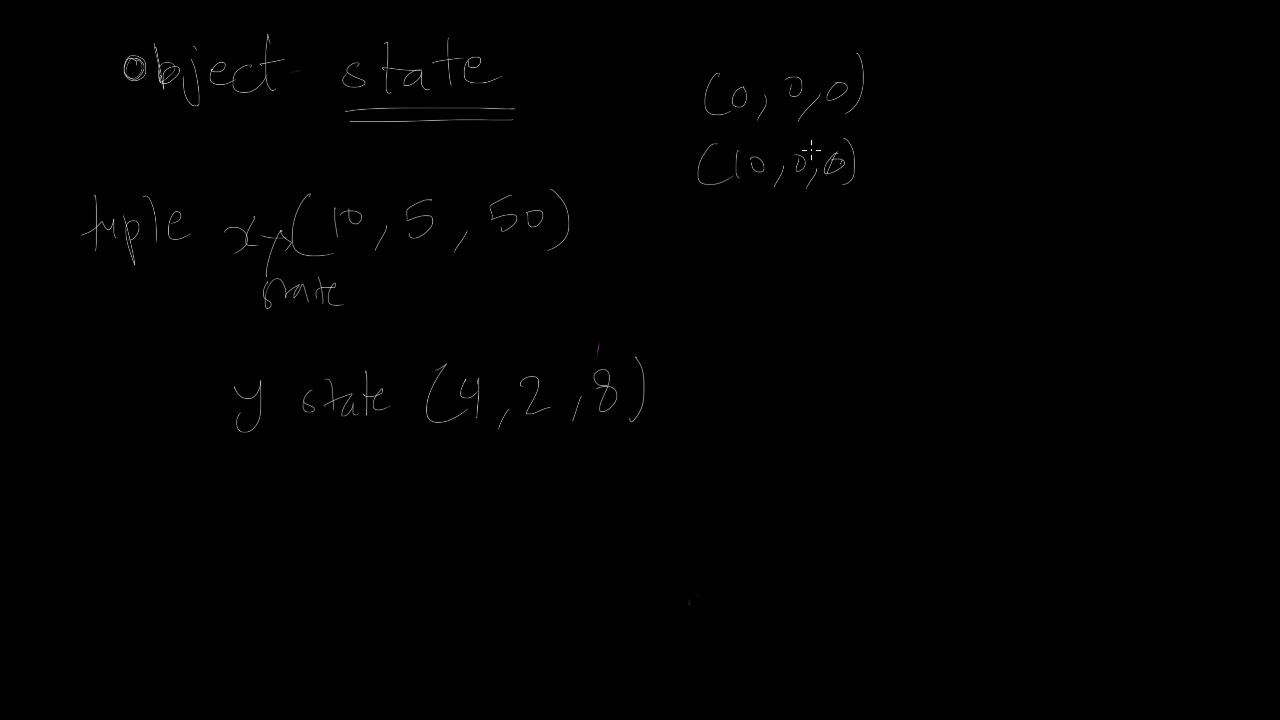 object state
(0, 0, 0)
(10, 0, 0)
tuple x → (10, 5, 50)
state
y state (4, 2, 8)